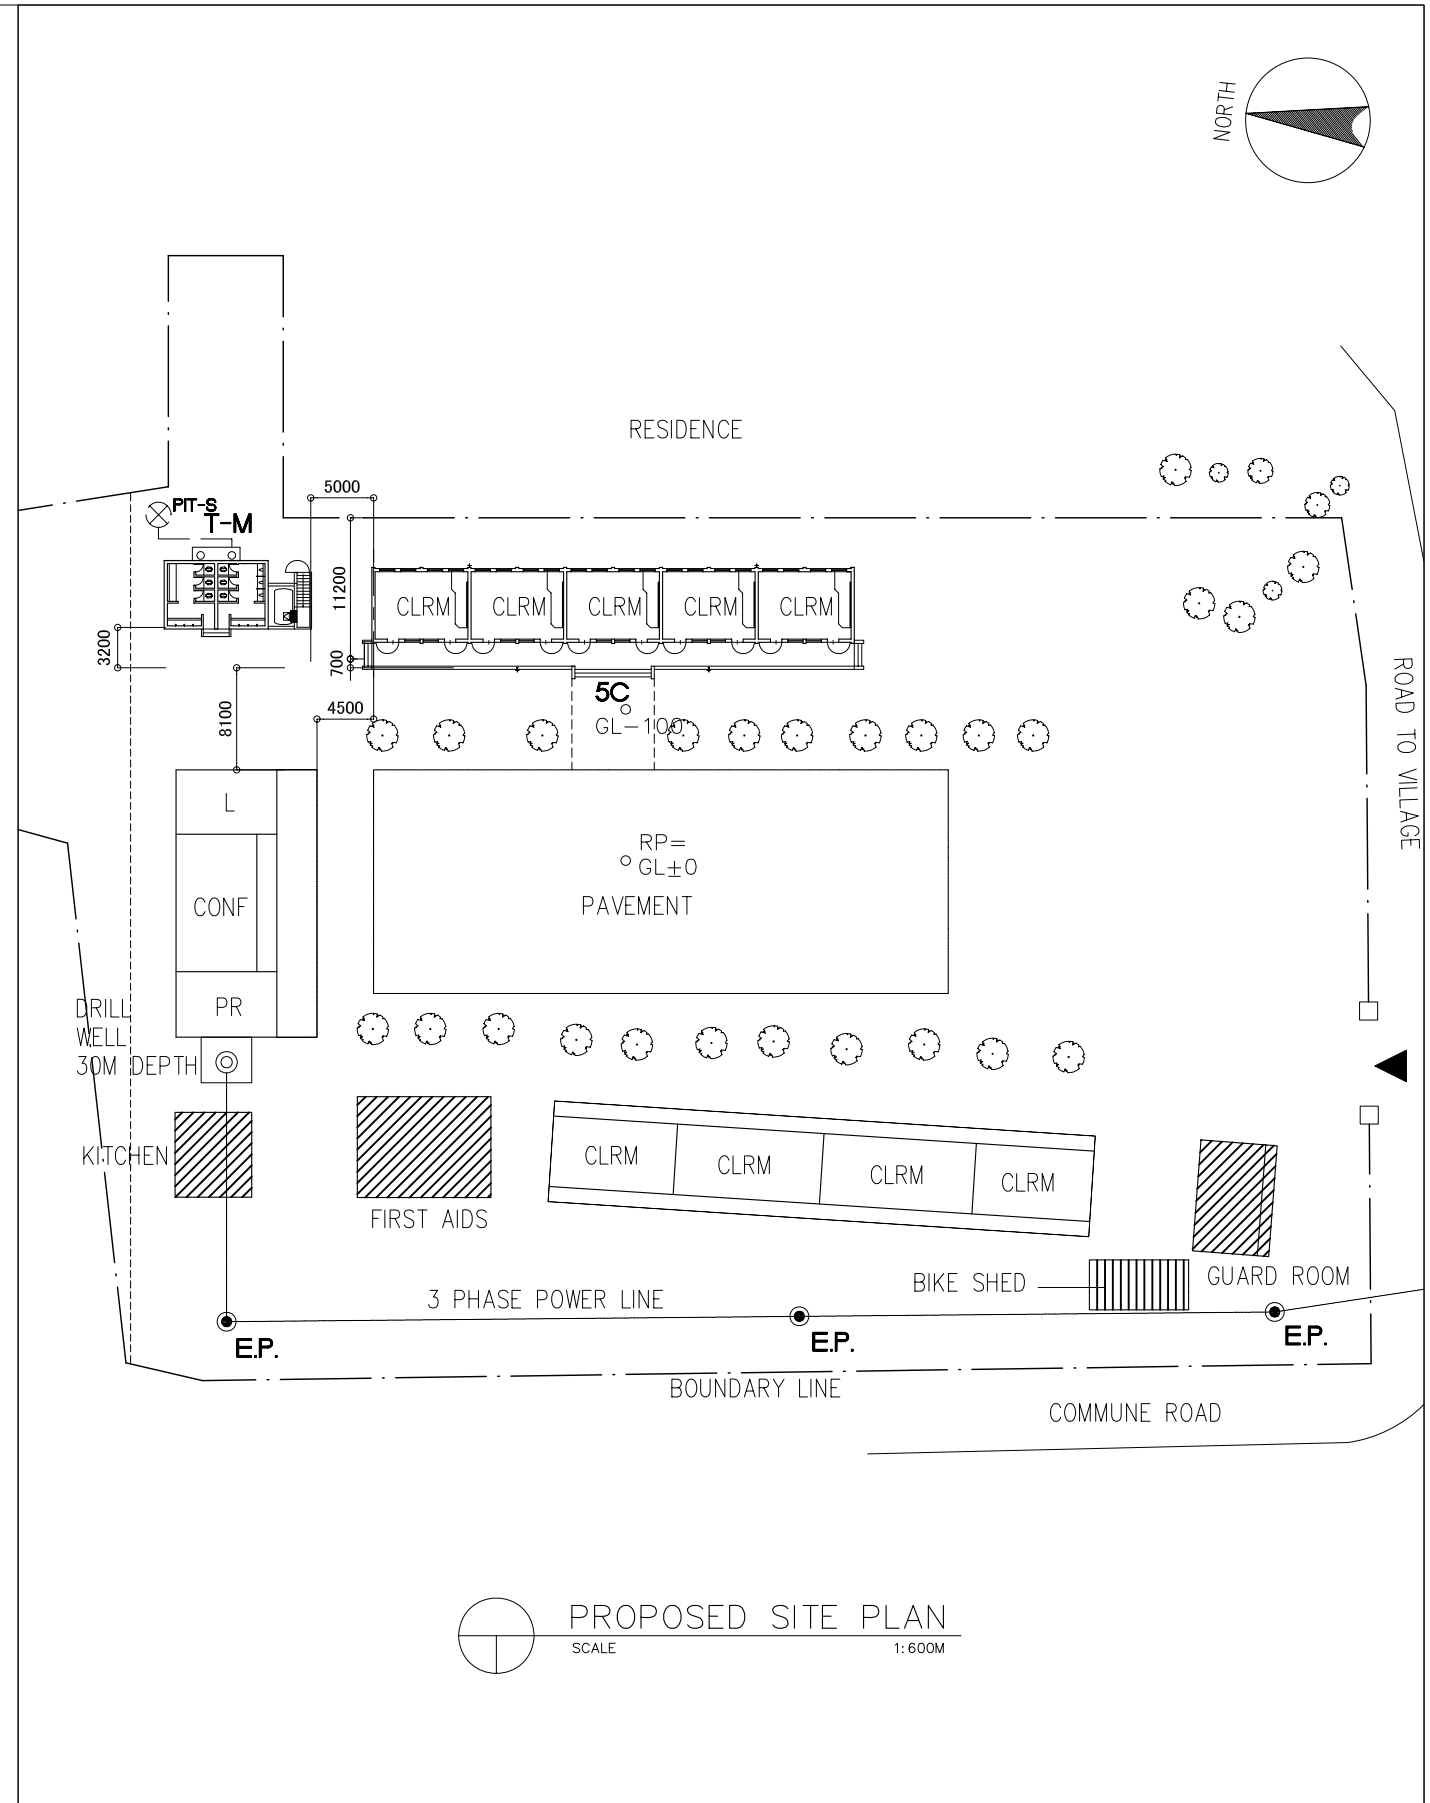 NORTH
RESIDENCE
5000
PIT-S
T-M
11200
CLRM
CLRM
CLRM
CLRM
CLRM
3200
700
8100
5C
4500
GL-100
ROAD TO VILLAGE
L
RP=
GL±0
CONF
PAVEMENT
PR
DRILL
WELL
30M DEPTH
KITCHEN
FIRST AIDS
CLRM
CLRM
CLRM
CLRM
BIKE SHED
GUARD ROOM
3 PHASE POWER LINE
E.P.
E.P.
E.P.
BOUNDARY LINE
COMMUNE ROAD
PROPOSED SITE PLAN
SCALE 1:600M